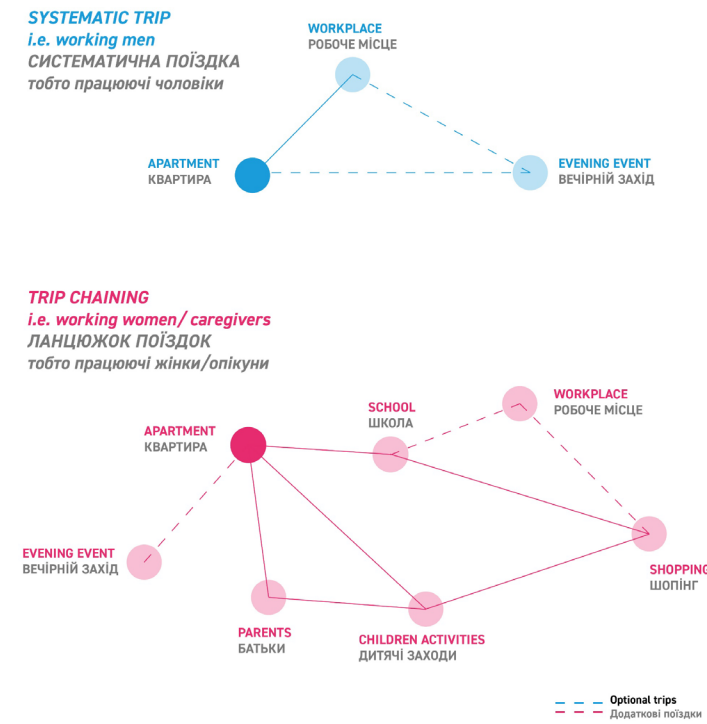 SYSTEMATIC TRIP
i.e. working men
СИСТЕМАТИЧНА ПОЇЗДКА
тобто працюючі чоловіки
WORKPLACE
РОБОЧЕ МІСЦЕ
APARTMENT
КВАРТИРА
EVENING EVENT
ВЕЧІРНІЙ ЗАХІД
TRIP CHAINING
i.e. working women/ caregivers
ЛАНЦЮЖОК ПОЇЗДОК
тобто працюючі жінки/опікуни
WORKPLACE
РОБОЧЕ МІСЦЕ
SCHOOL
ШКОЛА
APARTMENT
КВАРТИРА
EVENING EVENT
ВЕЧІРНІЙ ЗАХІД
SHOPPING
ШОПІНГ
PARENTS
БАТЬКИ
CHILDREN ACTIVITIES
ДИТЯЧІ ЗАХОДИ
Optional trips
Додаткові поїздки